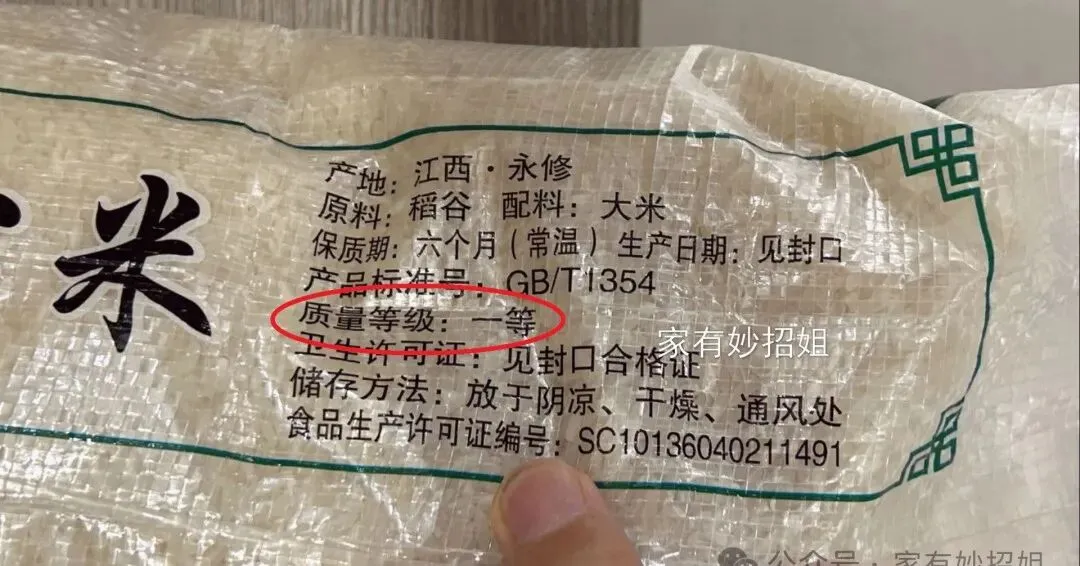 米
产地：江西·永修
原料：稻谷 配料：大米
保质期：六个月（常温）生产日期：见封口
产品标准号：GB/T1354
质量等级：一等
卫生许可证：见封口合格证
储存方法：放于阴凉、干燥、通风处
食品生产许可证编号：SC10136040211491
家有妙招姐
公众号·家有妙招姐